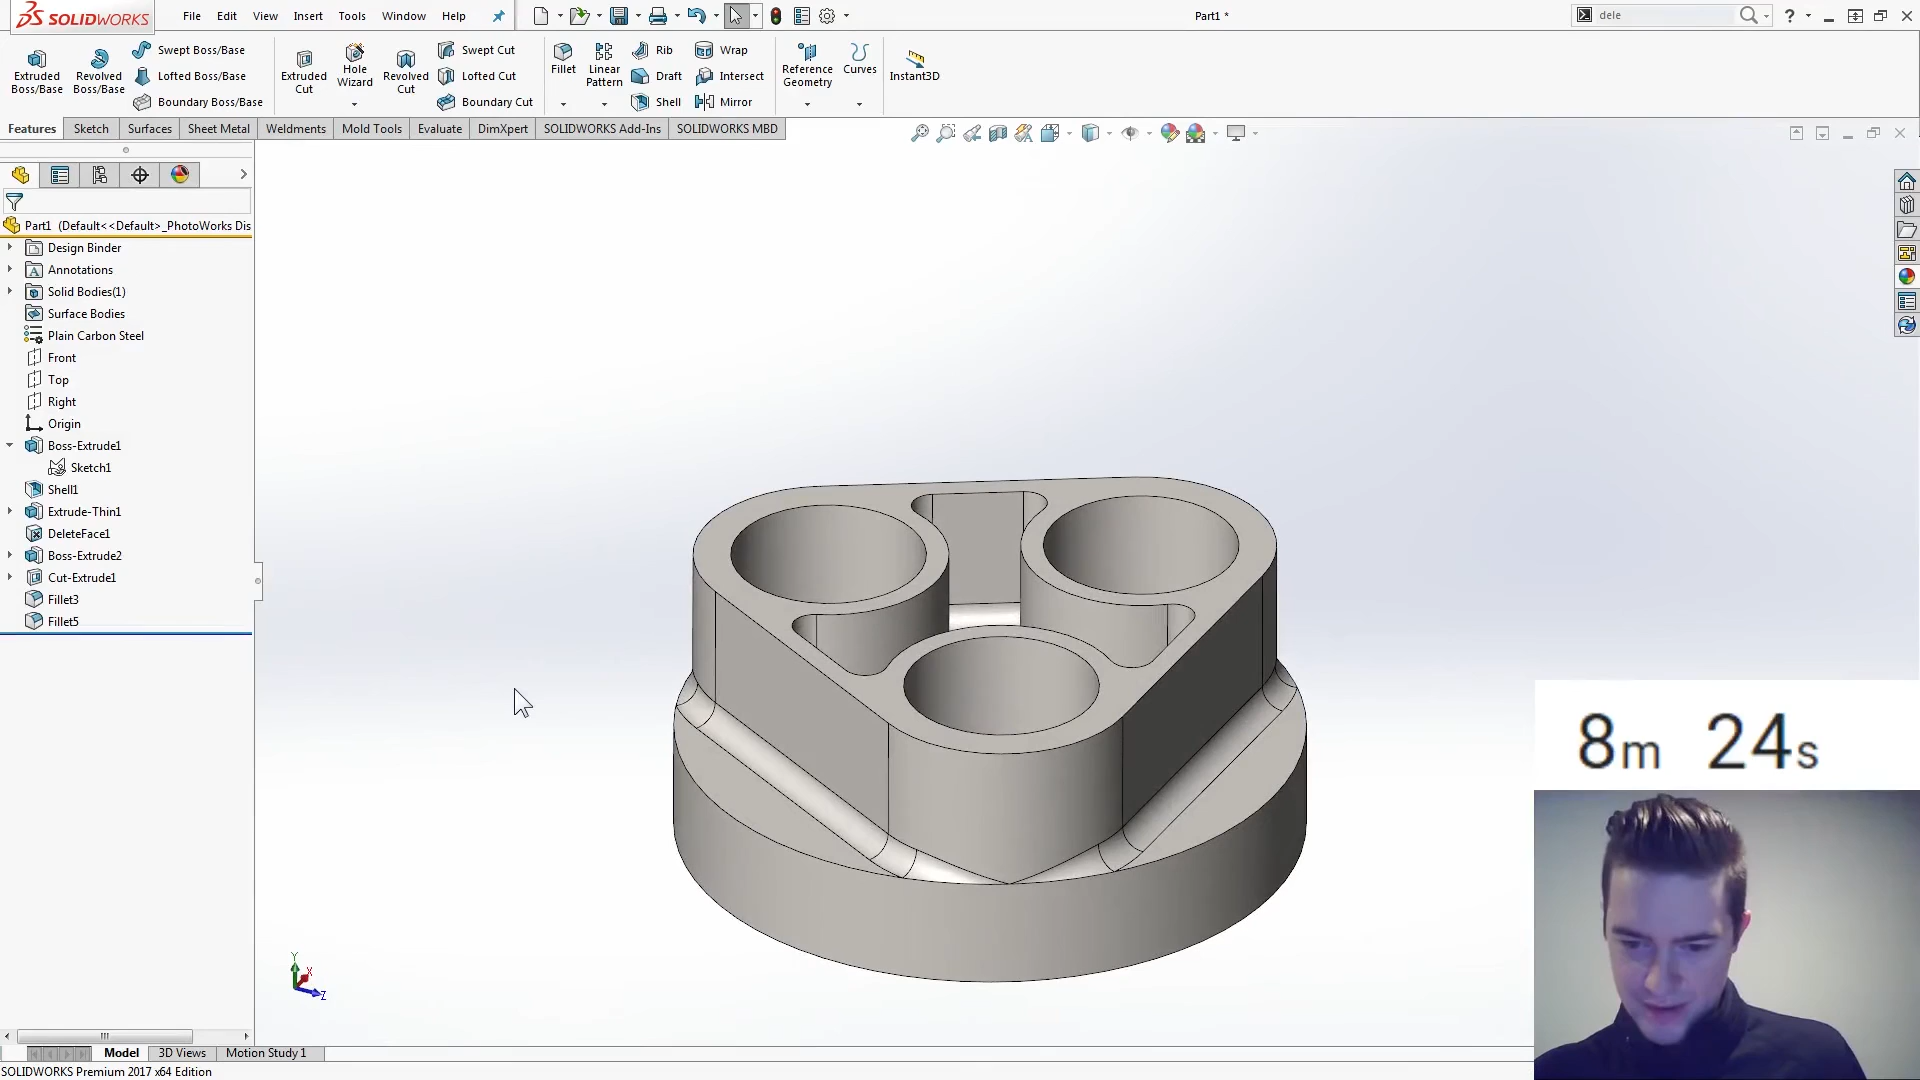 SOLIDWORKS File Edit View Insert Tools Window Help Part1 * dele
Extruded Boss/Base
Revolved Boss/Base
Swept Boss/Base
Lofted Boss/Base
Boundary Boss/Base
Extruded Cut
Hole Wizard
Revolved Cut
Swept Cut
Lofted Cut
Boundary Cut
Fillet
Linear Pattern
Rib
Draft
Shell
Wrap
Intersect
Mirror
Reference Geometry
Curves
Instant3D
Features Sketch Surfaces Sheet Metal Weldments Mold Tools Evaluate DimXpert SOLIDWORKS Add-Ins SOLIDWORKS MBD
Part1 (Default<<Default>_PhotoWorks Dis
Design Binder
Annotations
Solid Bodies(1)
Surface Bodies
Plain Carbon Steel
Front
Top
Right
Origin
Boss-Extrude1
Sketch1
Shell1
Extrude-Thin1
DeleteFace1
Boss-Extrude2
Cut-Extrude1
Fillet3
Fillet5
8m 24s
Y
X
Z
Model 3D Views Motion Study 1
SOLIDWORKS Premium 2017 x64 Edition